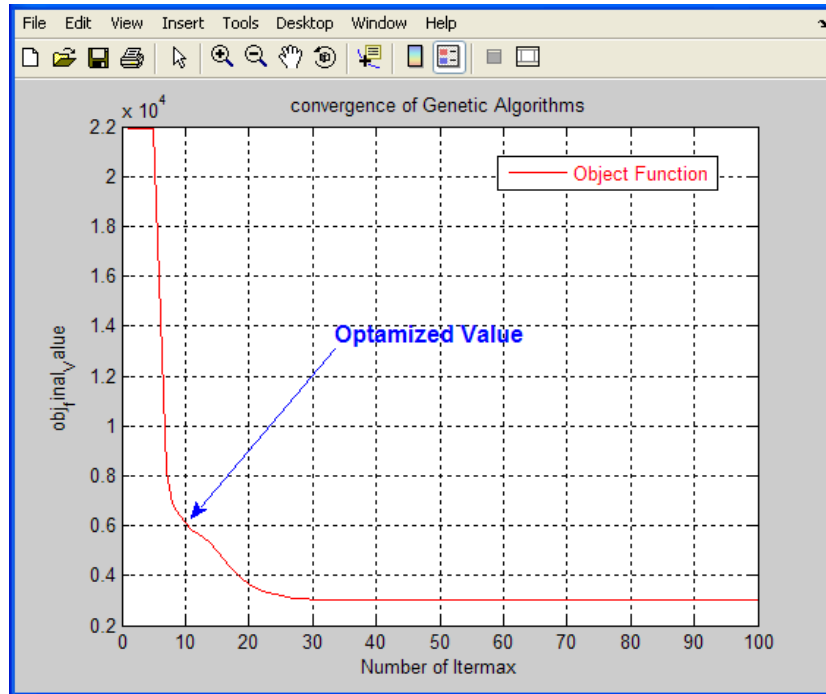 File Edit View Insert Tools Desktop Window Help
x 10^4
convergence of Genetic Algorithms
2.2
2
1.8
1.6
1.4
1.2
1
0.8
0.6
0.4
0.2
Object Function
Optamized Value
obj_final_value
0 10 20 30 40 50 60 70 80 90 100
Number of Itermax